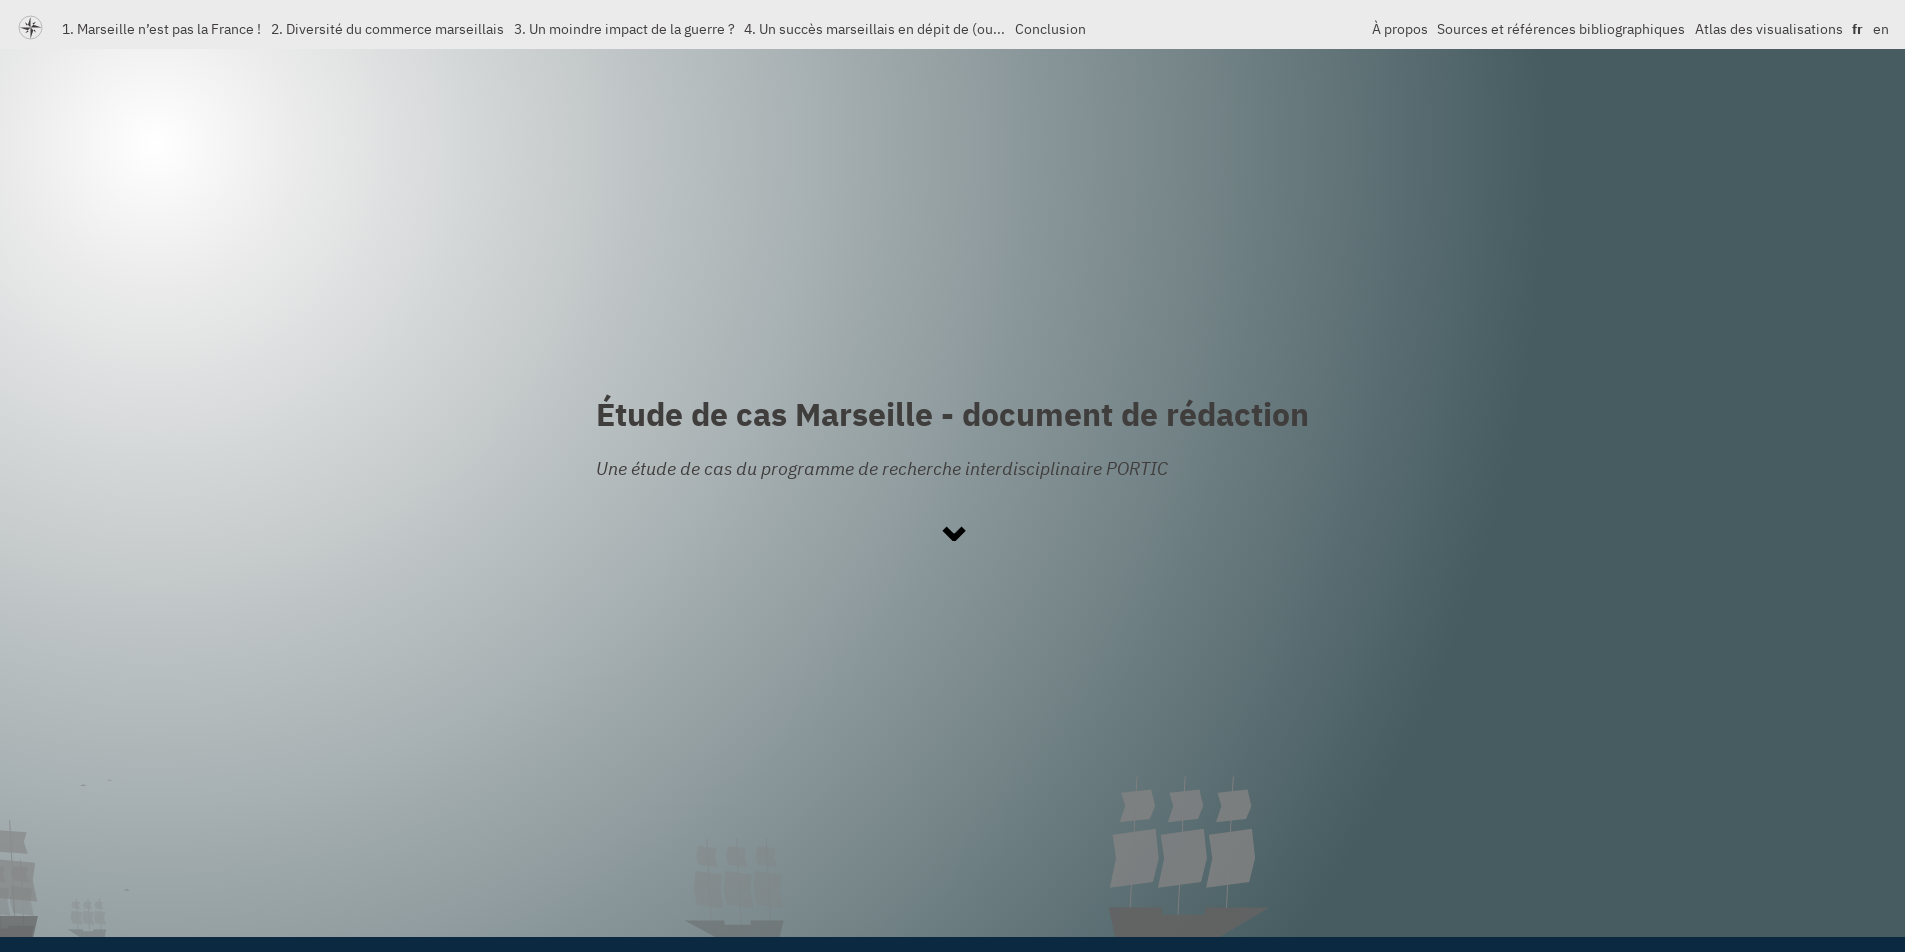 1. Marseille n’est pas la France ! 2. Diversité du commerce marseillais 3. Un moindre impact de la guerre ? 4. Un succès marseillais en dépit de (ou... Conclusion À propos Sources et références bibliographiques Atlas des visualisations fr en
Étude de cas Marseille - document de rédaction
Une étude de cas du programme de recherche interdisciplinaire PORTIC